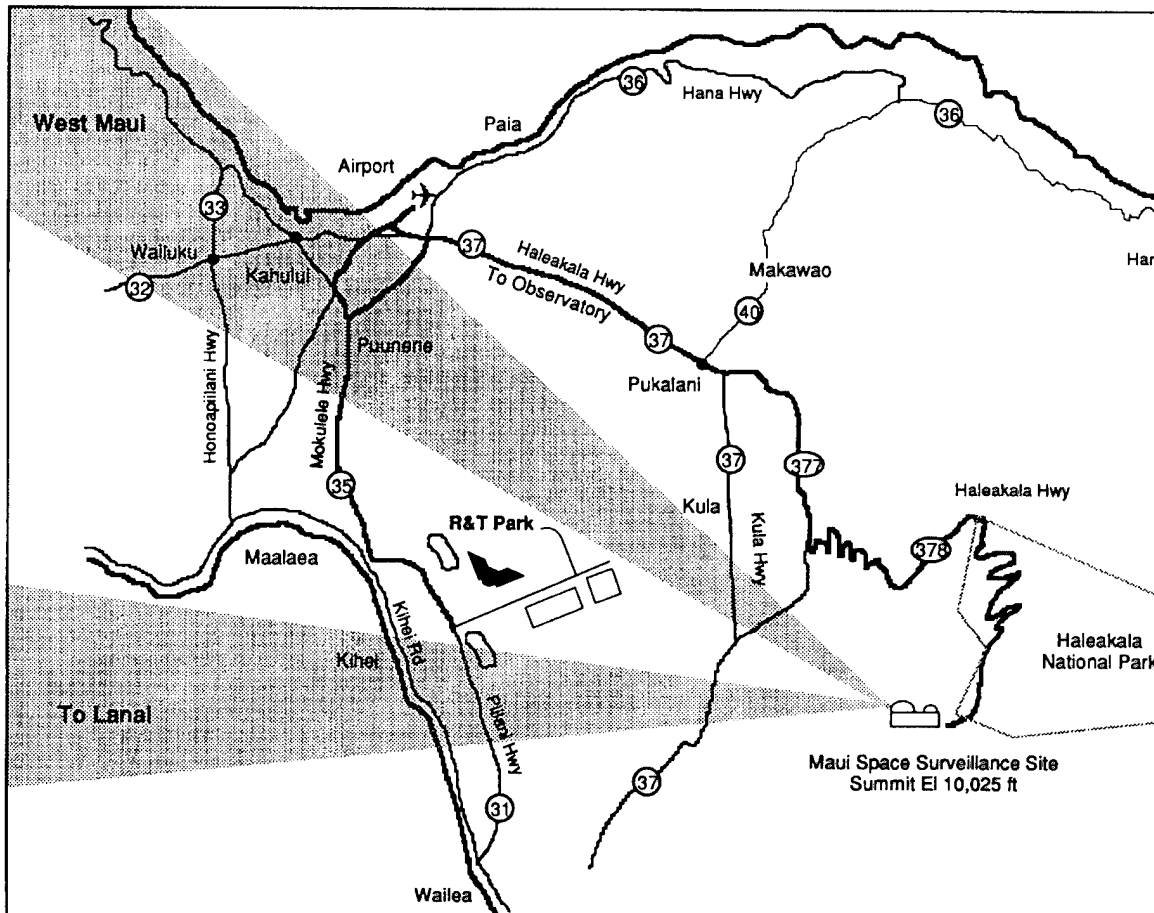 36
Hana Hwy
West Maui
Paia
36
Airport
33
Wailuku
Kahului
37
Haleakala Hwy
To Observatory
Makawao
32
40
Puunene
37
Pukalani
Honoapiilani Hwy
Mokulele Hwy
35
37
377
R&T Park
Kula
Kula Hwy
Haleakala Hwy
378
Maalaea
Kihei Rd
Kihei
Haleakala
National Park
To Lanai
Piilani Hwy
Maui Space Surveillance Site
Summit El 10,025 ft
37
31
Wailea